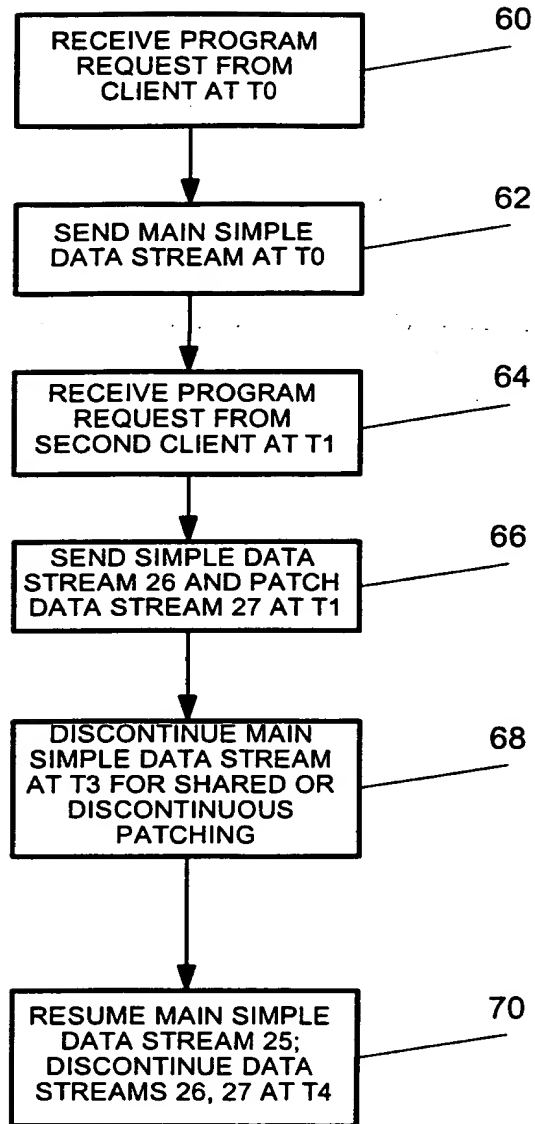 RECEIVE PROGRAM
REQUEST FROM
CLIENT AT T0
60
SEND MAIN SIMPLE
DATA STREAM AT T0
62
RECEIVE PROGRAM
REQUEST FROM
SECOND CLIENT AT T1
64
SEND SIMPLE DATA
STREAM 26 AND PATCH
DATA STREAM 27 AT T1
66
DISCONTINUE MAIN
SIMPLE DATA STREAM
AT T3 FOR SHARED OR
DISCONTINUOUS
PATCHING
68
RESUME MAIN SIMPLE
DATA STREAM 25;
DISCONTINUE DATA
STREAMS 26, 27 AT T4
70